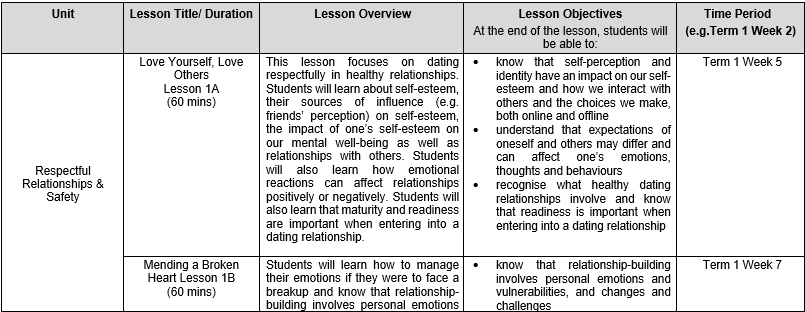 Unit
Lesson Title/ Duration
Lesson Overview
Lesson Objectives
At the end of the lesson, students will
be able to:
Time Period
(e.g.Term 1 Week 2)
Respectful
Relationships &
Safety
Love Yourself, Love
Others
Lesson 1A
(60 mins)
This lesson focuses on dating
respectfully in healthy relationships.
Students will learn about self-esteem,
their sources of influence (e.g.
friends' perception) on self-esteem,
the impact of one's self-esteem on
our mental well-being as well as
relationships with others. Students
will also learn how emotional
reactions can affect relationships
positively or negatively. Students will
also learn that maturity and readiness
are important when entering into a
dating relationship.
• know that self-perception and
identity have an impact on our self-
esteem and how we interact with
others and the choices we make,
both online and offline
• understand that expectations of
oneself and others may differ and
can affect one's emotions,
thoughts and behaviours
• recognise what healthy dating
relationships involve and know
that readiness is important when
entering into a dating relationship
Term 1 Week 5
Mending a Broken
Heart Lesson 1B
(60 mins)
Students will learn how to manage
their emotions if they were to face a
breakup and know that relationship-
building involves personal emotions
• know that relationship-building
involves personal emotions and
vulnerabilities, and changes and
challenges
Term 1 Week 7